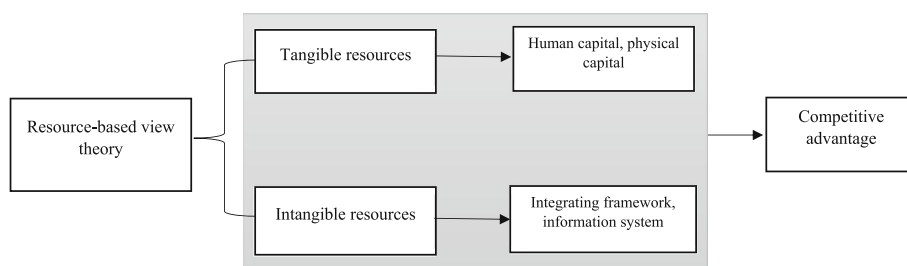 Resource-based view
theory
Tangible resources
Human capital, physical
capital
Intangible resources
Integrating framework,
information system
Competitive
advantage